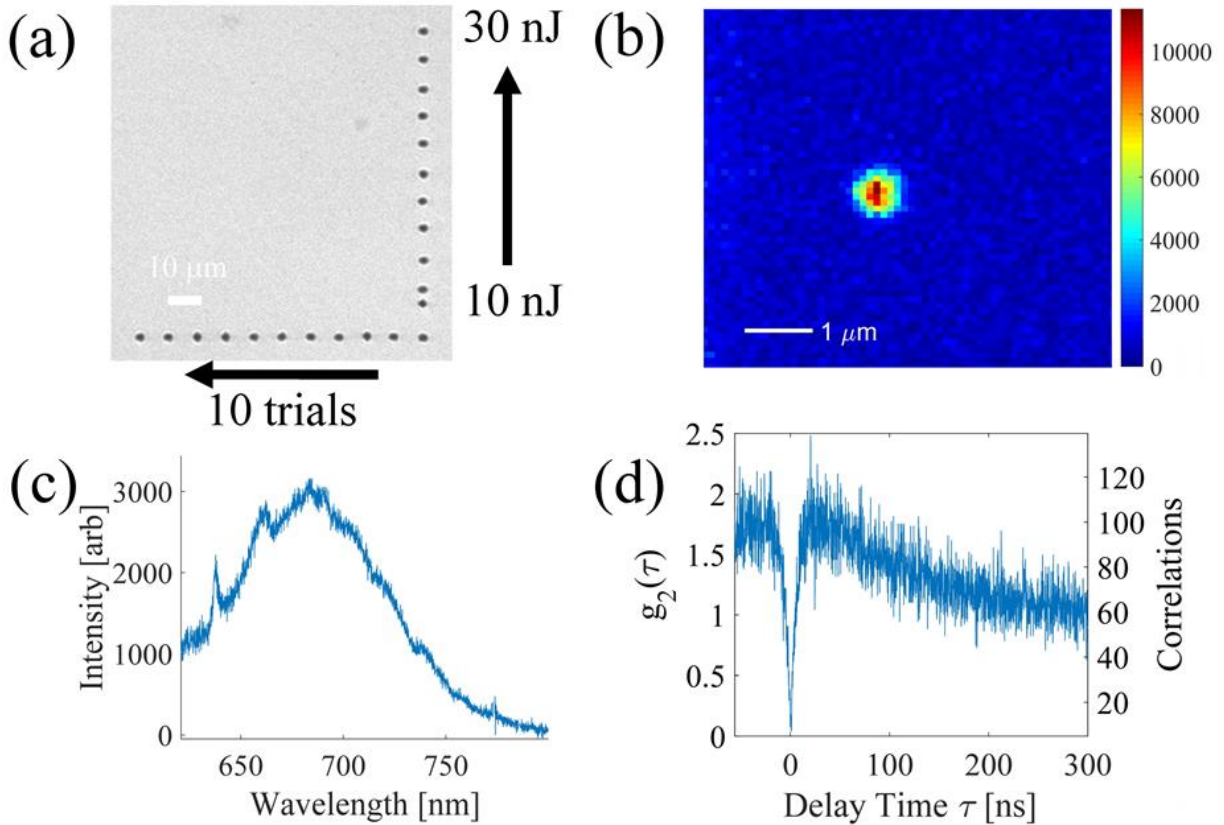 (a)
30 nJ
10 μm
10 nJ
10 trials
(b)
10000
8000
6000
4000
2000
0
1 μm
(c)
Intensity [arb]
3000
2000
1000
0
650
700
750
Wavelength [nm]
(d)
g₂(τ)
2.5
2
1.5
1
0.5
0
120
100
80
60
40
20
Correlations
0
100
200
300
Delay Time τ [ns]